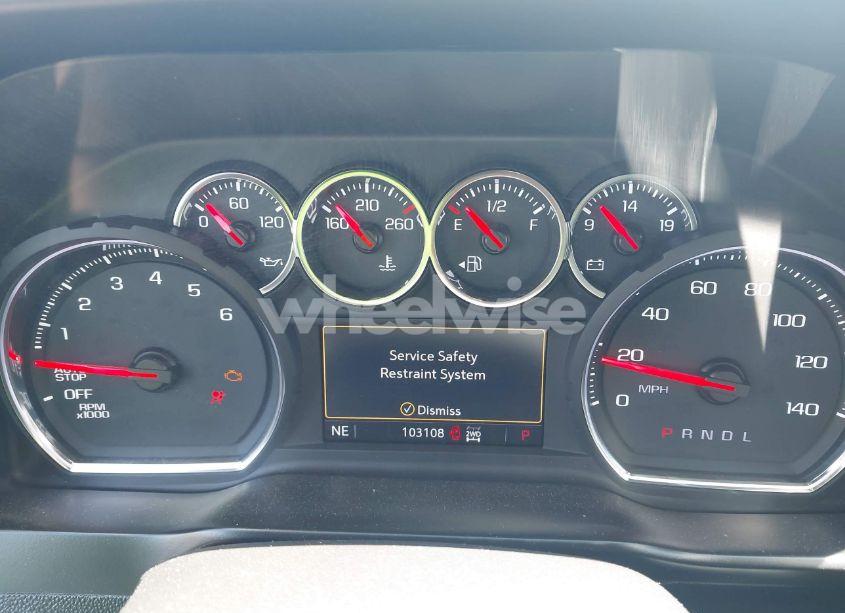 0 60 120
160 210 260
E 1/2 F
9 14 19
1 2 3 4 5 6
AUTO
STOP
OFF
RPM
x1000
wheelwise
Service Safety
Restraint System
Dismiss
NE 103108 2WD P
0 20 40 60 80 100 120 140
MPH
P R N D L